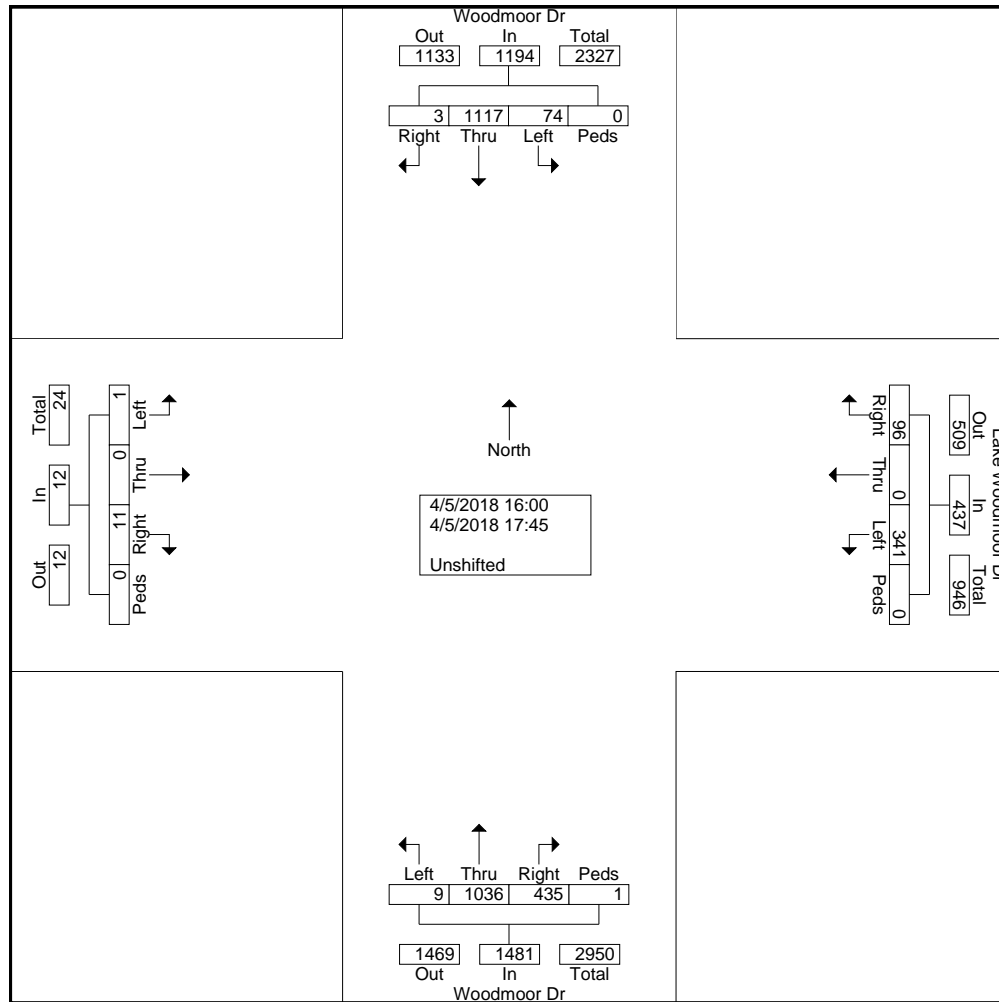 Woodmoor Dr
Out In Total
1133 1194 2327
3 1117 74 0
Right Thru Left Peds
Total In Out
24 12 12
1 0 11 0
Left Thru Right Peds
North
4/5/2018 16:00
4/5/2018 17:45
Unshifted
Lake Woodmoor Dr
Out In Total
509 437 946
96 0 341 0
Right Thru Left Peds
Left Thru Right Peds
9 1036 435 1
1469 1481 2950
Out In Total
Woodmoor Dr